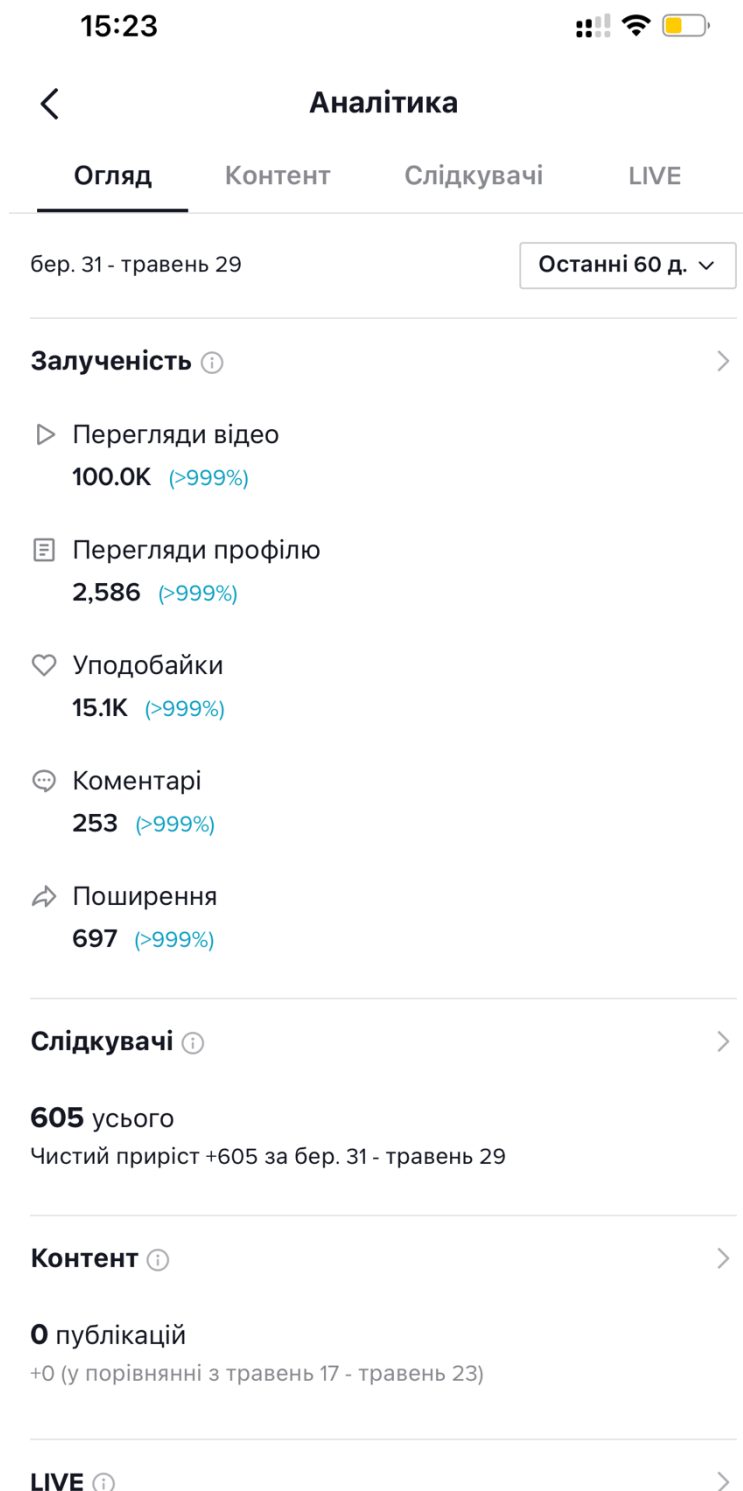 15:23
Аналітика
Огляд Контент Слідкувачі LIVE
бер. 31 - травень 29 Останні 60 д.
Залученість
Перегляди відео
100.0K (>999%)
Перегляди профілю
2,586 (>999%)
Уподобайки
15.1K (>999%)
Коментарі
253 (>999%)
Поширення
697 (>999%)
Слідкувачі
605 усього
Чистий приріст +605 за бер. 31 - травень 29
Контент
0 публікацій
+0 (у порівнянні з травень 17 - травень 23)
LIVE